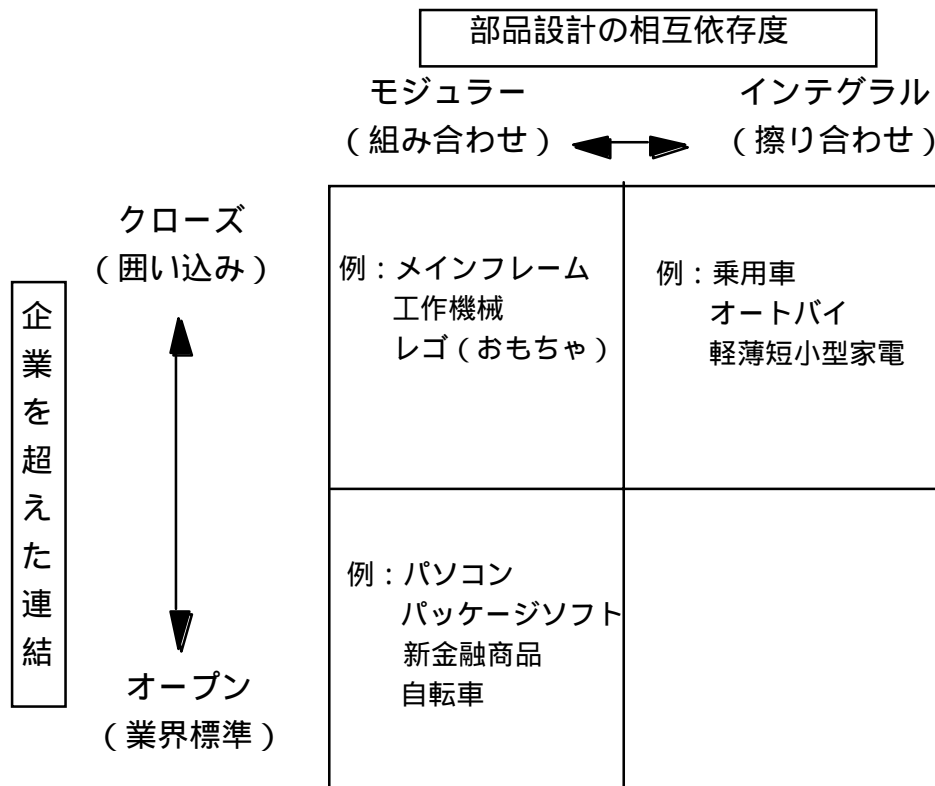 部品設計の相互依存度
モジュラー
（組み合わせ）
インテグラル
（擦り合わせ）
企業を超えた連結
クローズ
（囲い込み）
例：メインフレーム
工作機械
レゴ（おもちゃ）
例：乗用車
オートバイ
軽薄短小型家電
オープン
（業界標準）
例：パソコン
パッケージソフト
新金融商品
自転車